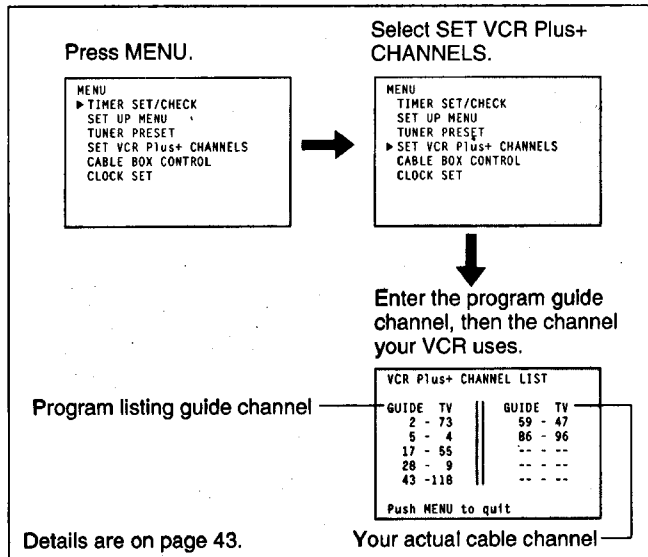 Press MENU.
MENU
▶ TIMER SET/CHECK
SET UP MENU
TUNER PRESET
SET VCR Plus+ CHANNELS
CABLE BOX CONTROL
CLOCK SET
Select SET VCR Plus+
CHANNELS.
MENU
TIMER SET/CHECK
SET UP MENU
TUNER PRESET
▶ SET VCR Plus+ CHANNELS
CABLE BOX CONTROL
CLOCK SET
Enter the program guide
channel, then the channel
your VCR uses.
VCR Plus+ CHANNEL LIST
GUIDE TV GUIDE TV
2 - 73 59 - 47
5 - 4 86 - 96
17 - 55 -- - --
28 - 9 -- - --
43 -118 -- - --
Push MENU to quit
Program listing guide channel
Your actual cable channel
Details are on page 43.